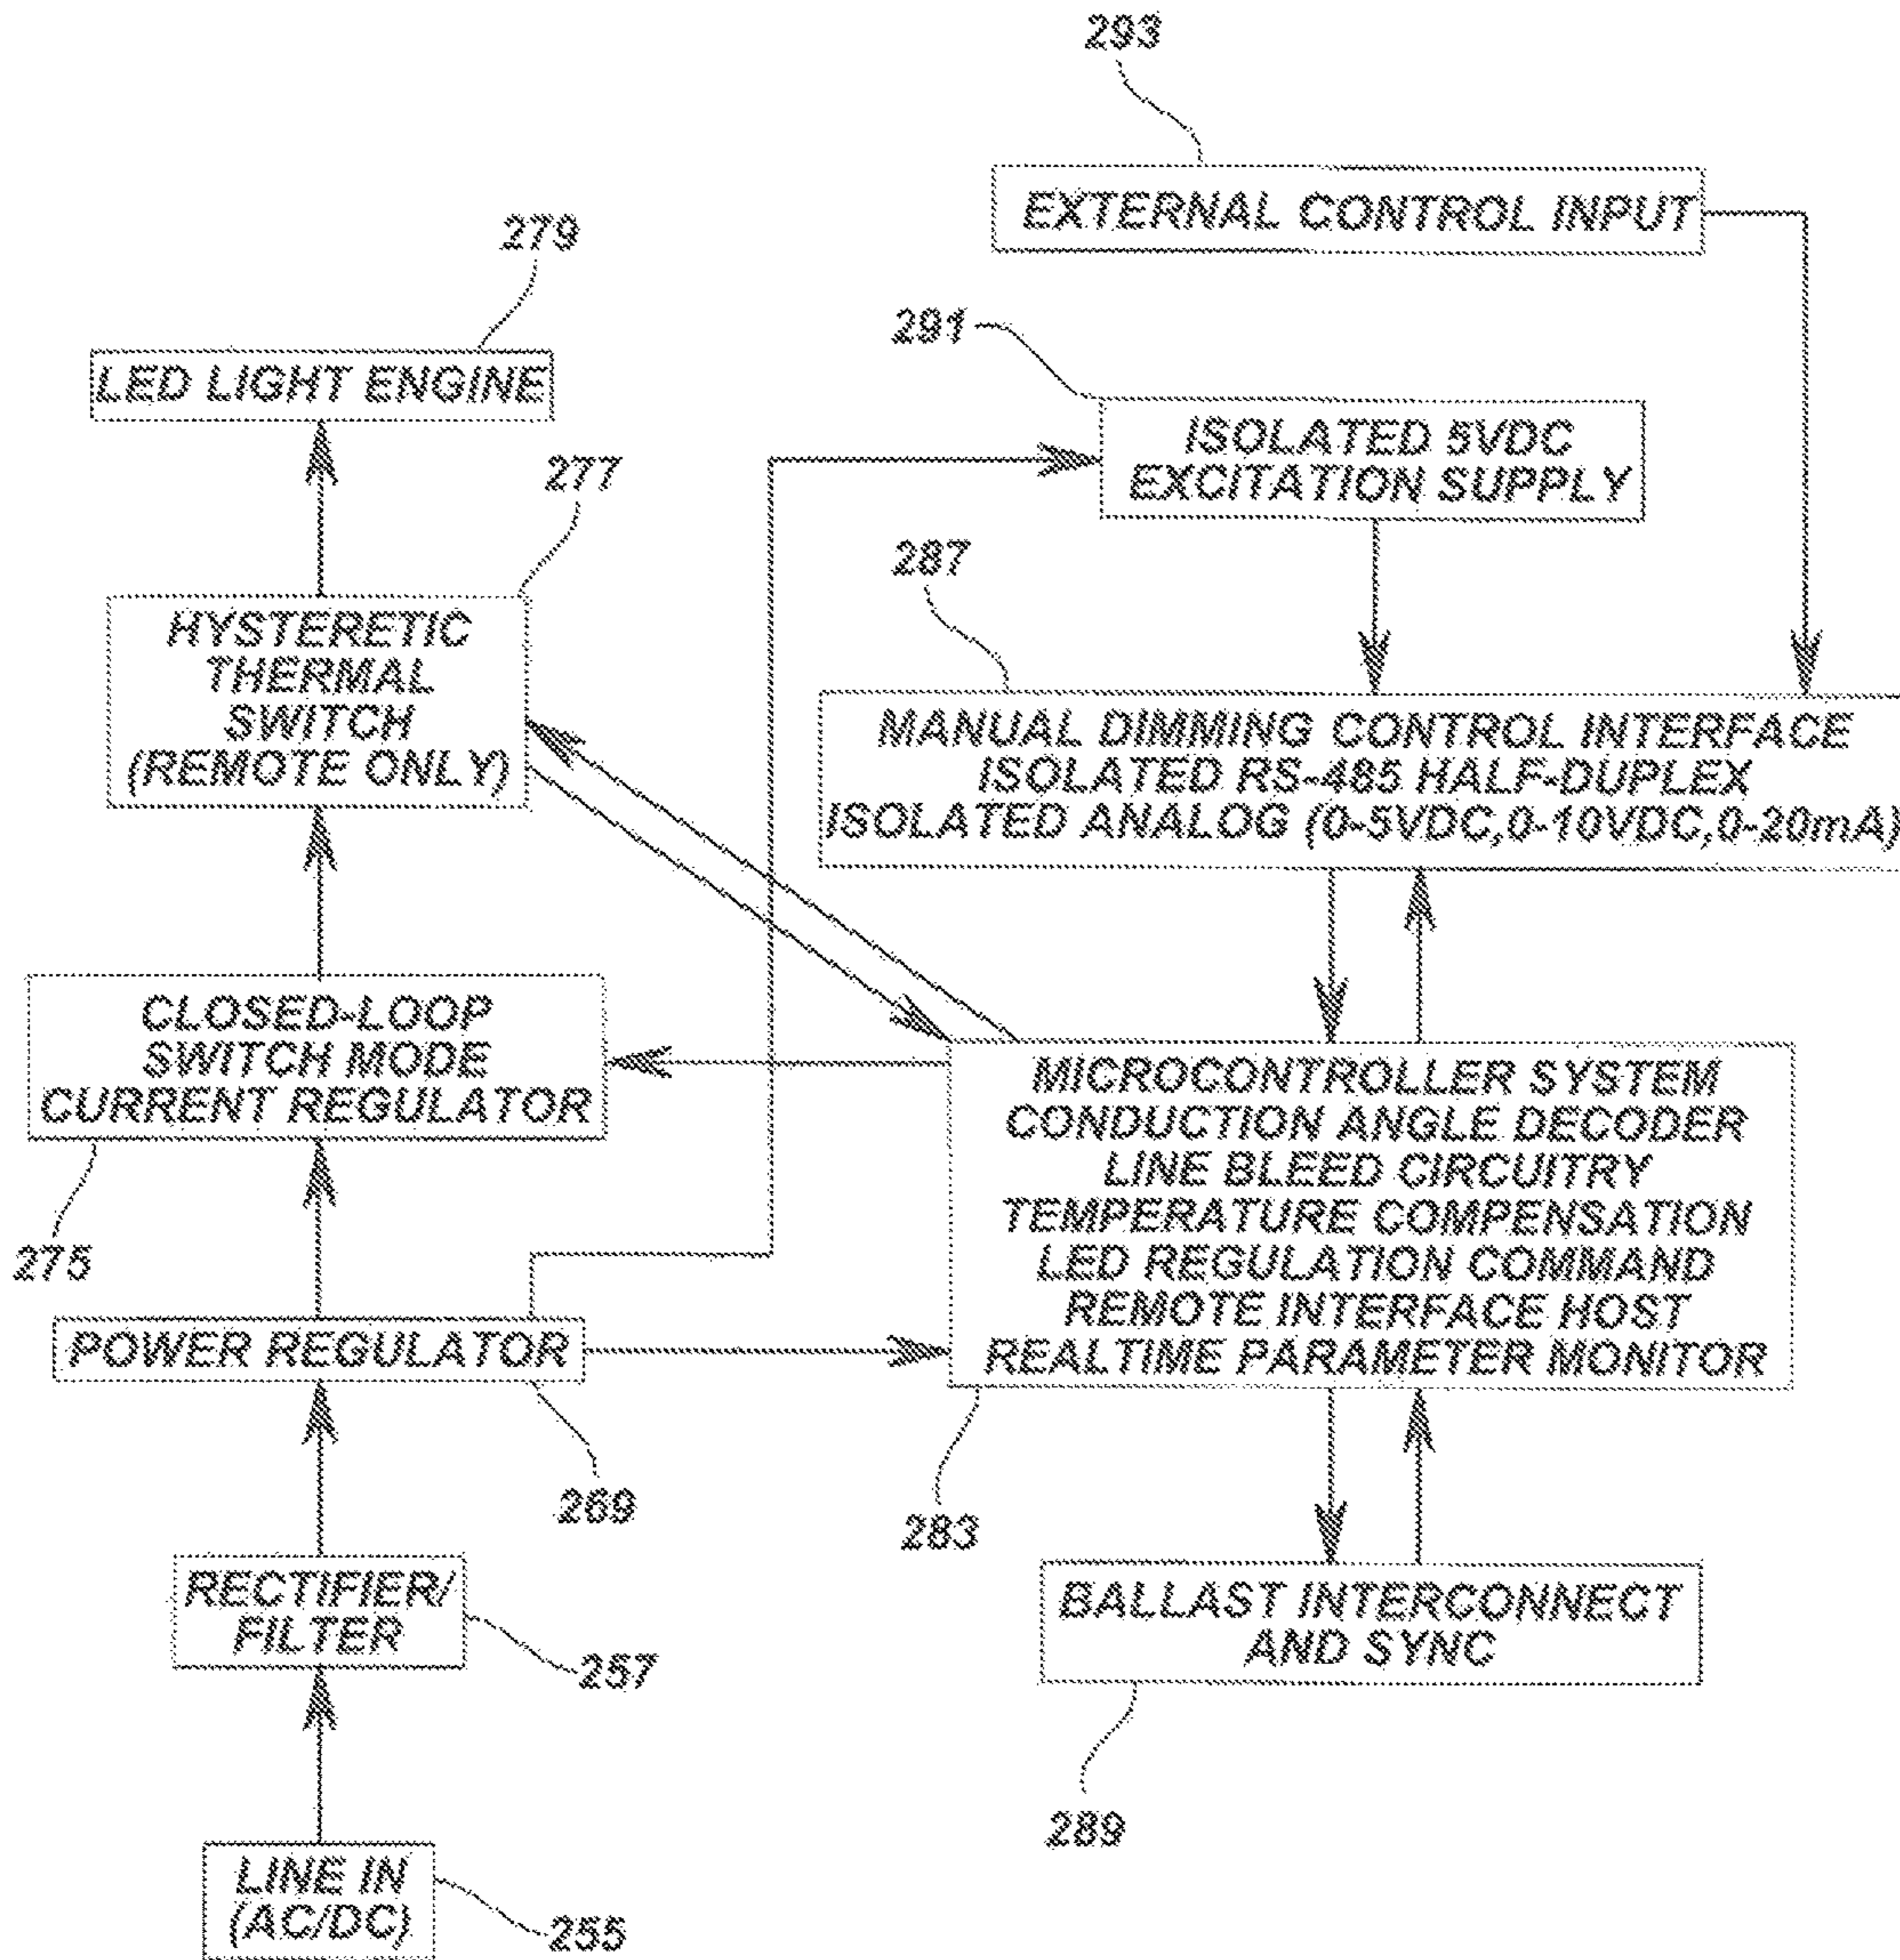 293
EXTERNAL CONTROL INPUT
279
LED LIGHT ENGINE
291
ISOLATED 5VDC
EXCITATION SUPPLY
277
HYSTERETIC
THERMAL
SWITCH
(REMOTE ONLY)
287
MANUAL DIMMING CONTROL INTERFACE
ISOLATED RS-485 HALF-DUPLEX
ISOLATED ANALOG (0-5VDC,0-10VDC,0-20mA)
CLOSED-LOOP
SWITCH MODE
CURRENT REGULATOR
275
MICROCONTROLLER SYSTEM
CONDUCTION ANGLE DECODER
LINE BLEED CIRCUITRY
TEMPERATURE COMPENSATION
LED REGULATION COMMAND
REMOTE INTERFACE HOST
REALTIME PARAMETER MONITOR
283
POWER REGULATOR
269
RECTIFIER/
FILTER
257
BALLAST INTERCONNECT
AND SYNC
289
LINE IN
(AC/DC)
255